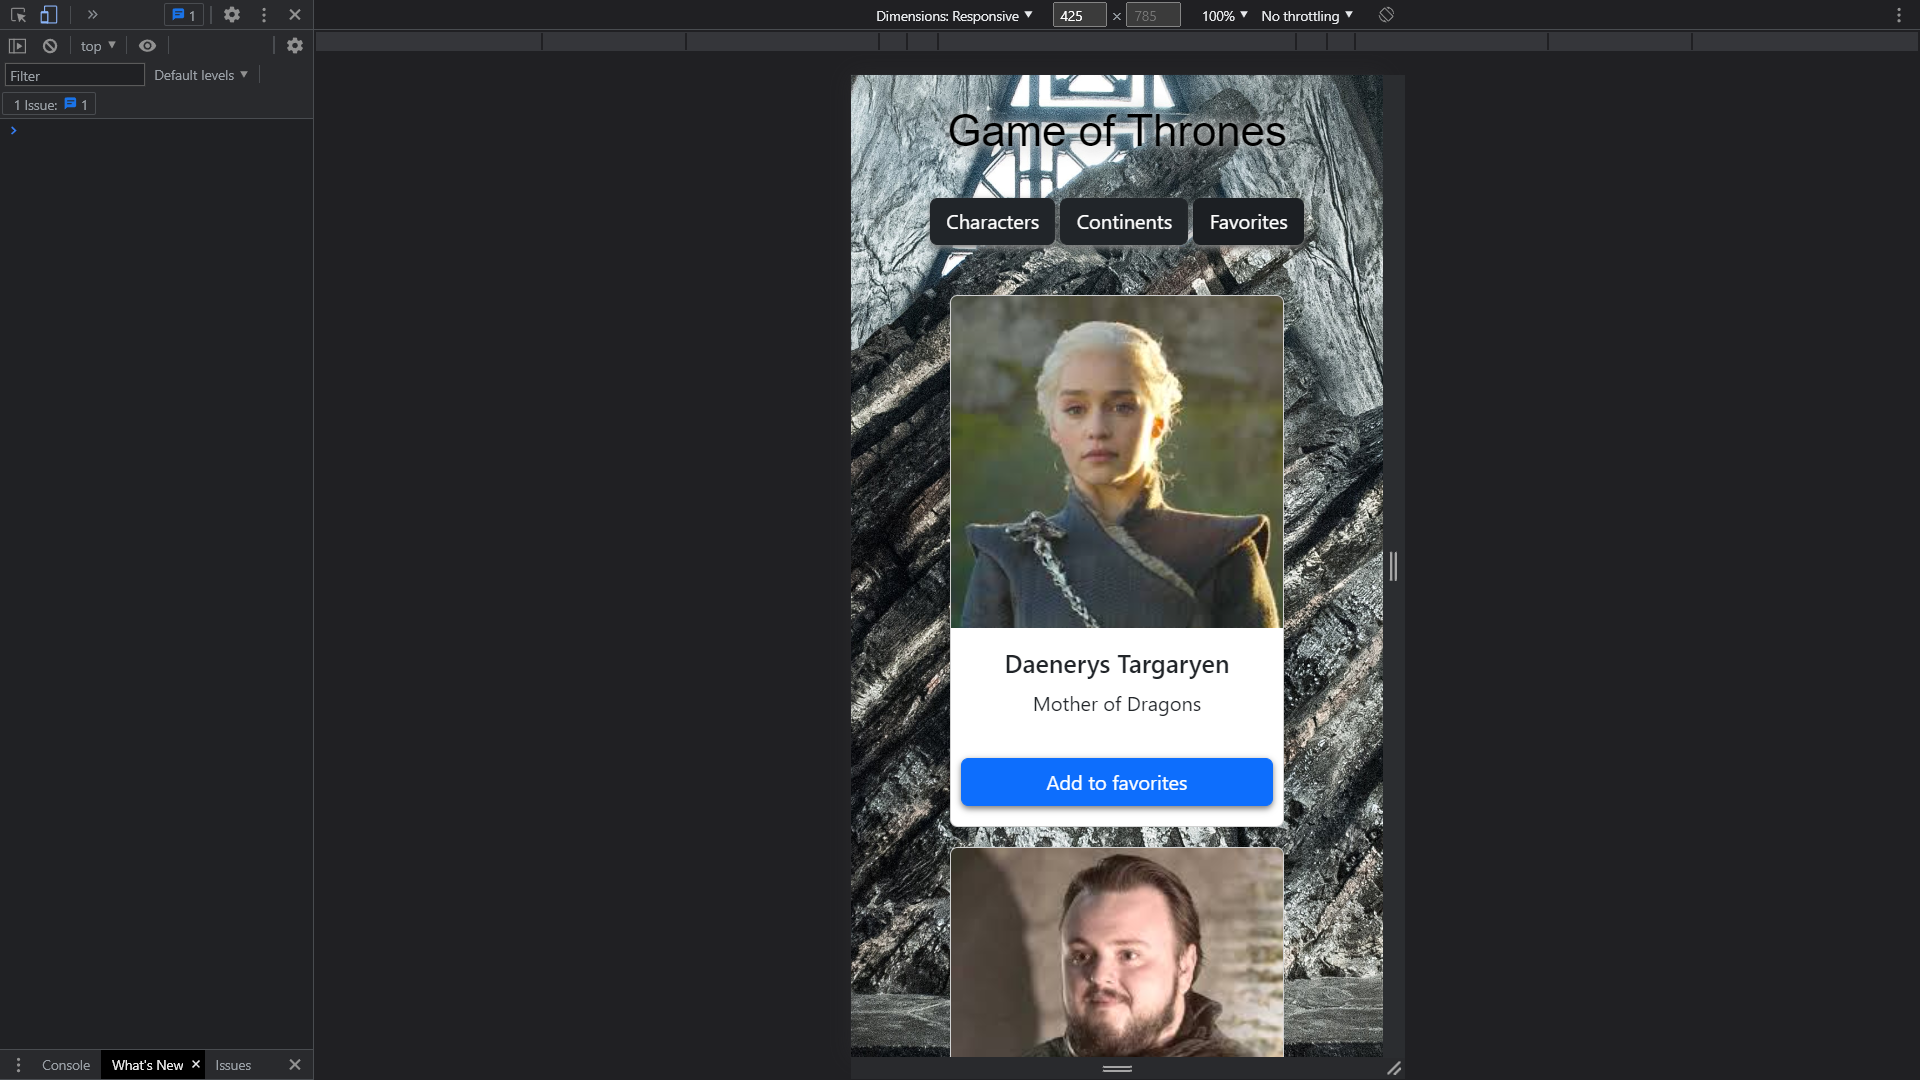 1
Dimensions: Responsive 425 × 785 100% No throttling
top
Filter Default levels
1 Issue: 1
Game of Thrones
Characters Continents Favorites
Daenerys Targaryen
Mother of Dragons
Add to favorites
Console What's New Issues